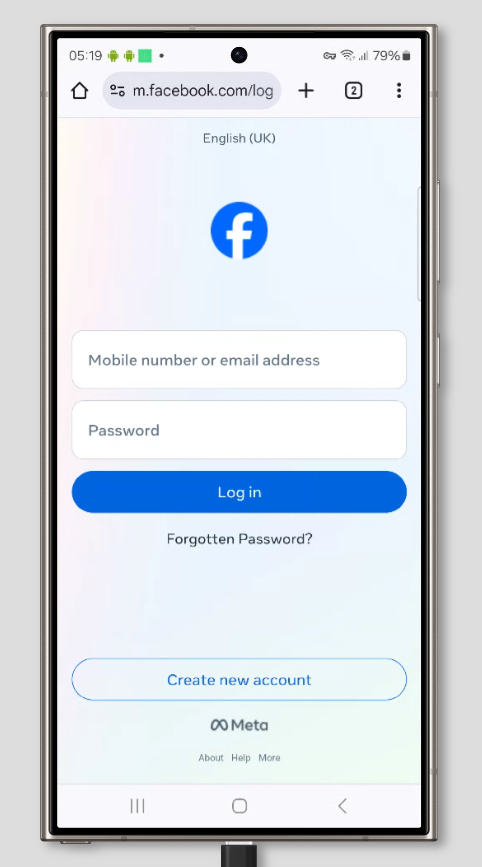 05:19 79%
m.facebook.com/log 2
English (UK)
Mobile number or email address
Password
Log in
Forgotten Password?
Create new account
Meta
About Help More